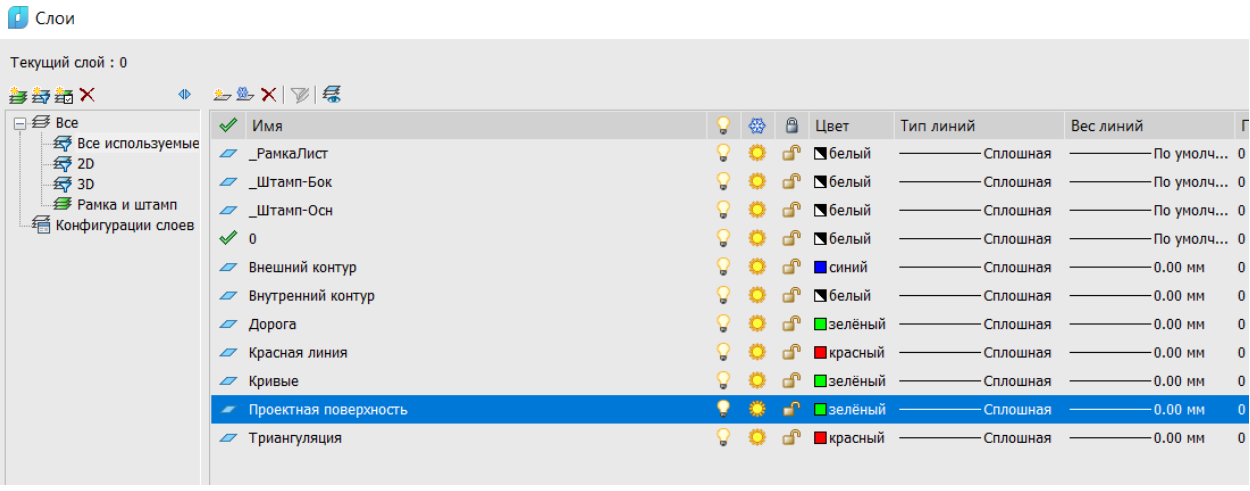 Слои
Текущий слой : 0
Все
Все используемые
2D
3D
Рамка и штамп
Конфигурации слоев
Имя Цвет Тип линий Вес линий П
_РамкаЛист белый Сплошная По умолч... 0
_Штамп-Бок белый Сплошная По умолч... 0
_Штамп-Осн белый Сплошная По умолч... 0
0 белый Сплошная По умолч... 0
Внешний контур синий Сплошная 0.00 мм 0
Внутренний контур белый Сплошная 0.00 мм 0
Дорога зелёный Сплошная 0.00 мм 0
Красная линия красный Сплошная 0.00 мм 0
Кривые зелёный Сплошная 0.00 мм 0
Проектная поверхность зелёный Сплошная 0.00 мм 0
Триангуляция красный Сплошная 0.00 мм 0